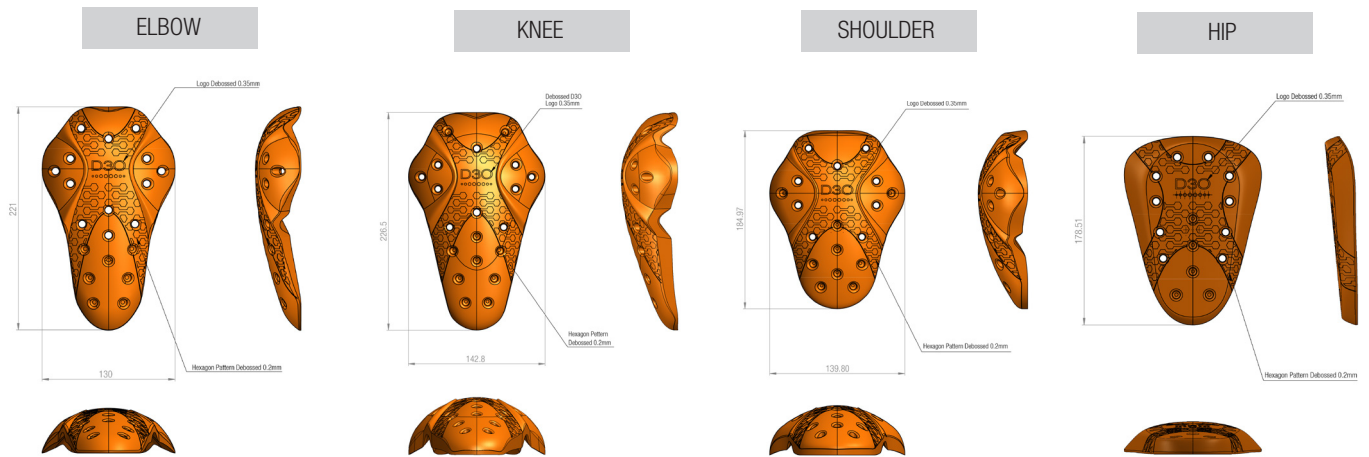 ELBOW
Logo Debossed 0.35mm
221
D3O
130
Hexagon Pattern Debossed 0.2mm
KNEE
Debossed D3O
Logo 0.35mm
226.5
D3O
142.8
Hexagon Pettern
Debossed 0.2mm
SHOULDER
Logo Debossed 0.35mm
184.97
D3O
139.80
Hexagon Pattern Debossed 0.2mm
HIP
Logo Debossed 0.35mm
178.51
D3O
Hexagon Pattern Debossed 0.2mm